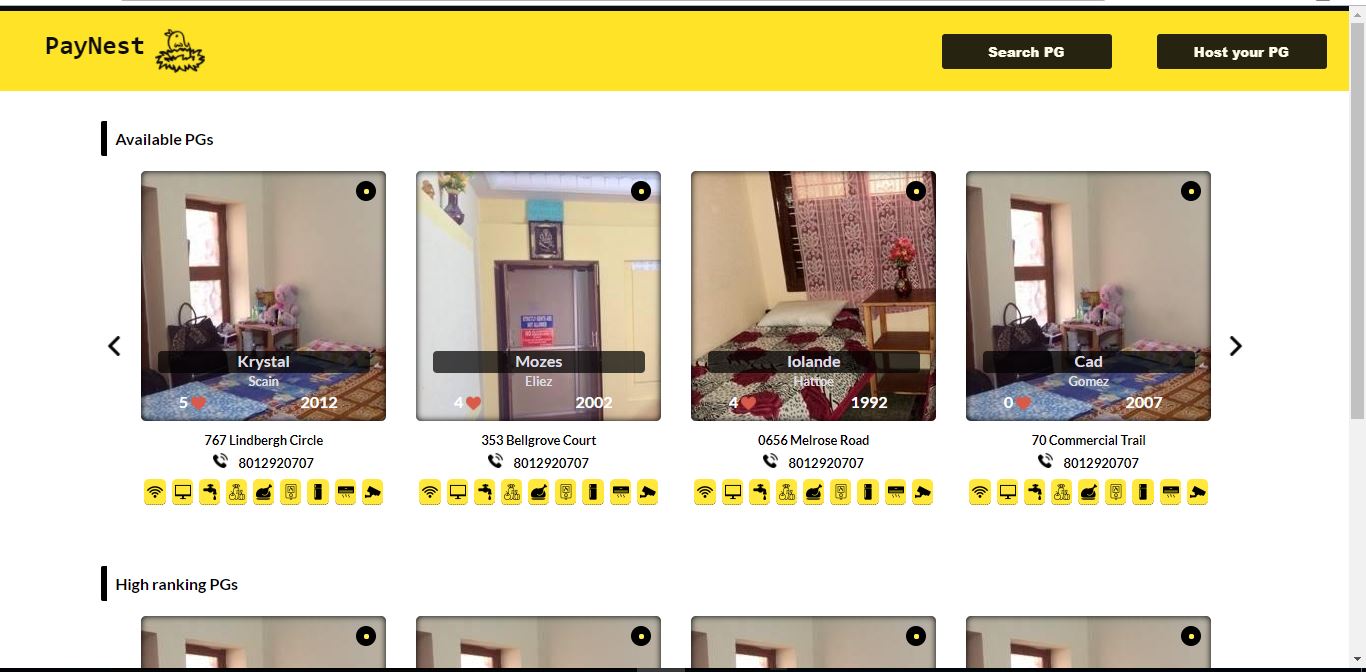 PayNest
Search PG
Host your PG
Available PGs
Krystal
Scain
5
2012
767 Lindbergh Circle
8012920707
Mozes
Eliez
4
2002
353 Bellgrove Court
8012920707
Iolande
Hattoe
4
1992
0656 Melrose Road
8012920707
Cad
Gomez
0
2007
70 Commercial Trail
8012920707
High ranking PGs